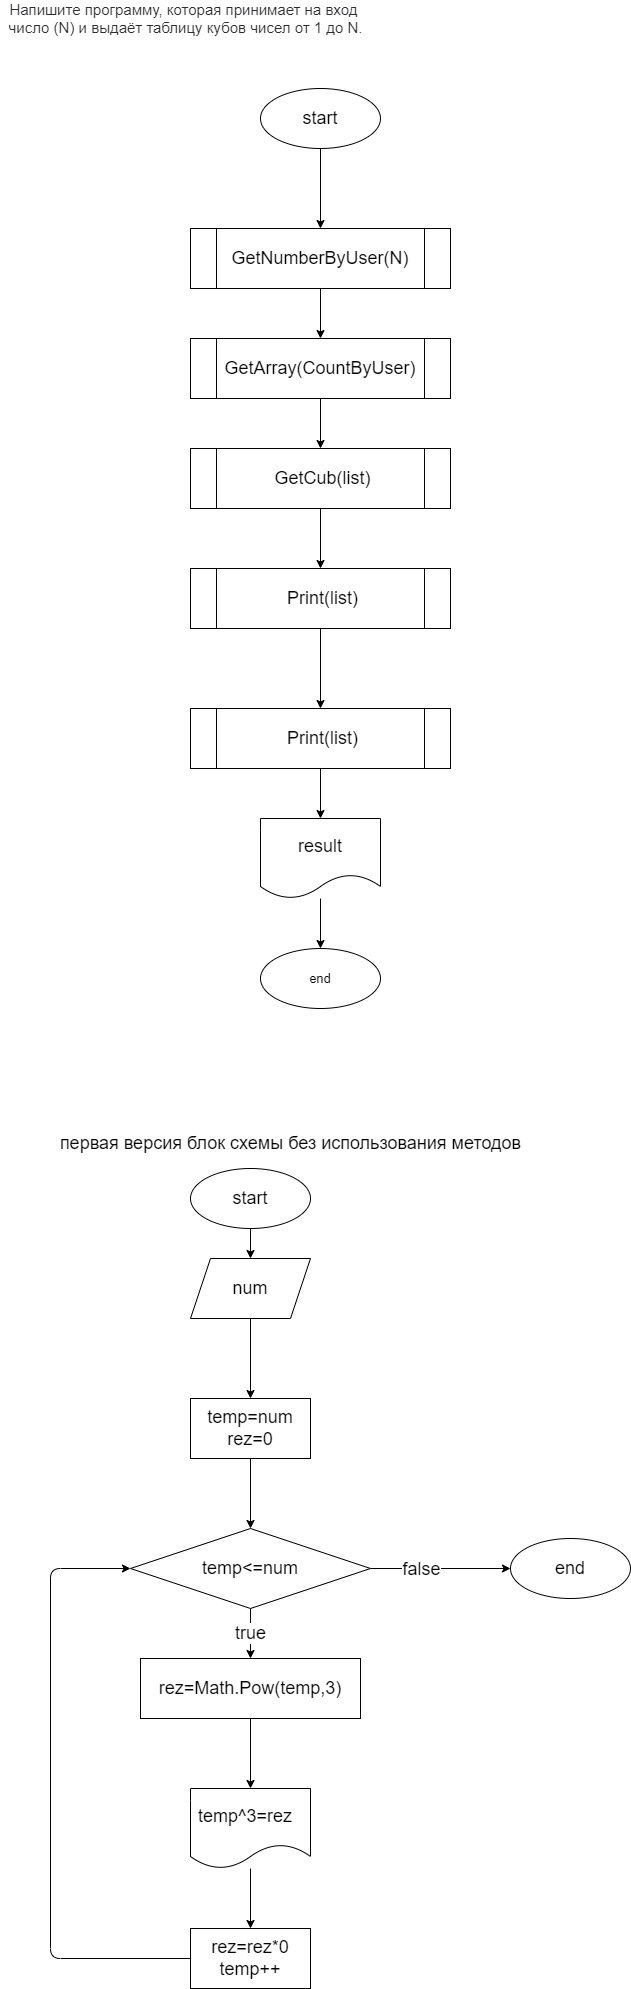 Напишите программу, которая принимает на вход
число (N) и выдаёт таблицу кубов чисел от 1 до N.
start
GetNumberByUser(N)
GetArray(CountByUser)
GetCub(list)
Print(list)
Print(list)
result
end
первая версия блок схемы без использования методов
start
num
temp=num
rez=0
temp<=num
false
end
true
rez=Math.Pow(temp,3)
temp^3=rez
rez=rez*0
temp++